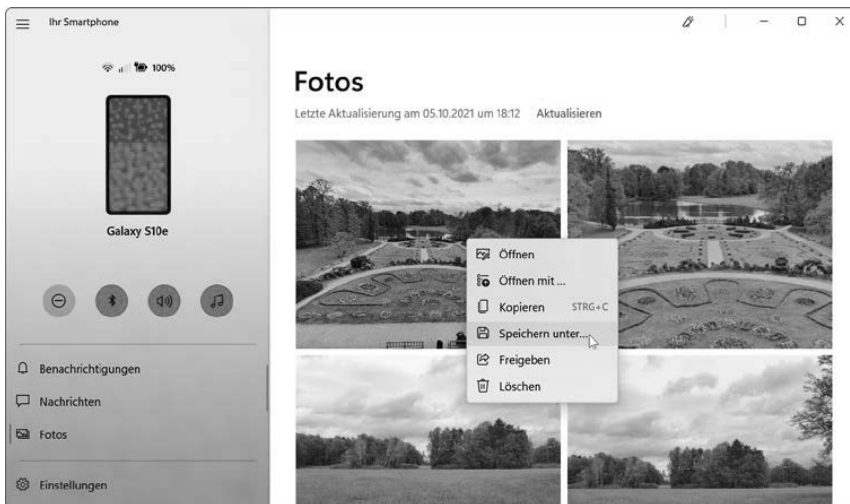 Ihr Smartphone
100%
Galaxy S10e
Benachrichtigungen
Nachrichten
Fotos
Einstellungen
Fotos
Letzte Aktualisierung am 05.10.2021 um 18:12 Aktualisieren
Öffnen
Öffnen mit ...
Kopieren STRG+C
Speichern unter...
Freigeben
Löschen